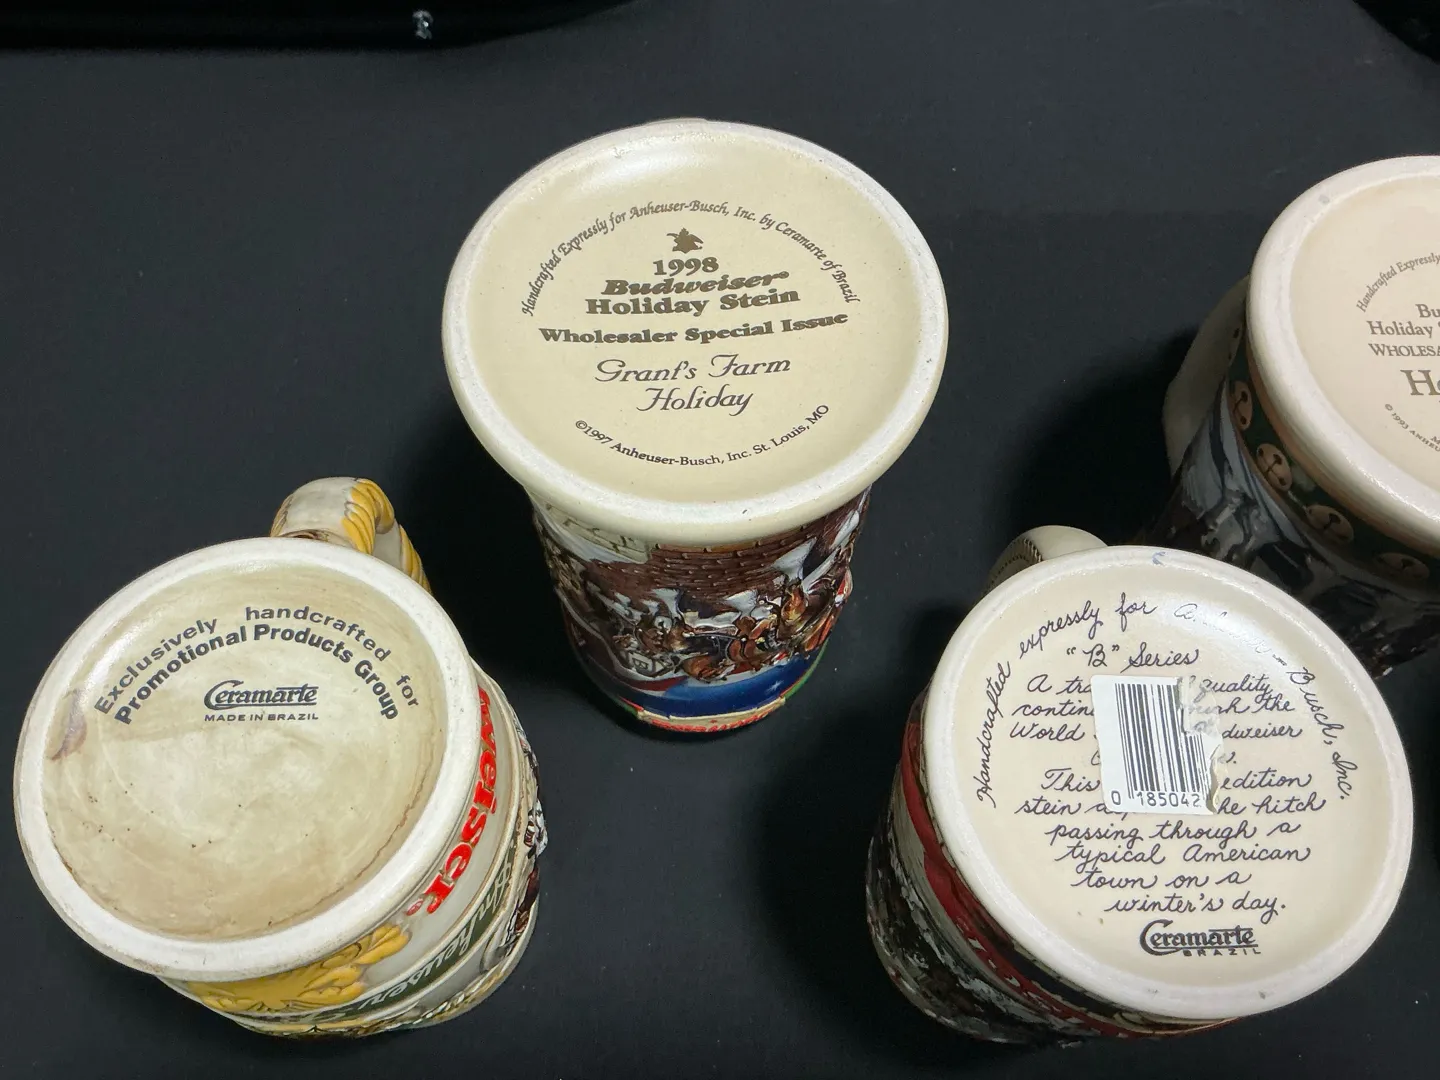 Handcrafted Expressly for Anheuser-Busch, Inc. by Ceramarte of Brazil
1998
Budweiser®
Holiday Stein
Wholesaler Special Issue
Grant's Farm
Holiday
©1997 Anheuser-Busch, Inc. St. Louis, MO
Handcrafted Expressly
Holiday
©1993
Exclusively handcrafted for
Promotional Products Group
Ceramarte
MADE IN BRAZIL
Handcrafted expressly for Busch, Inc.
"B" Series
A quality
the
World
This edition
stein hitch
passing through a
typical American
town on a
winter's day.
Ceramarte
BRAZIL
0 185042